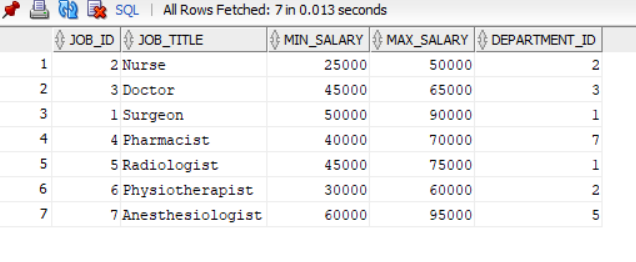 SQL | All Rows Fetched: 7 in 0.013 seconds
JOB_ID JOB_TITLE MIN_SALARY MAX_SALARY DEPARTMENT_ID
1 2 Nurse 25000 50000 2
2 3 Doctor 45000 65000 3
3 1 Surgeon 50000 90000 1
4 4 Pharmacist 40000 70000 7
5 5 Radiologist 45000 75000 1
6 6 Physiotherapist 30000 60000 2
7 7 Anesthesiologist 60000 95000 5